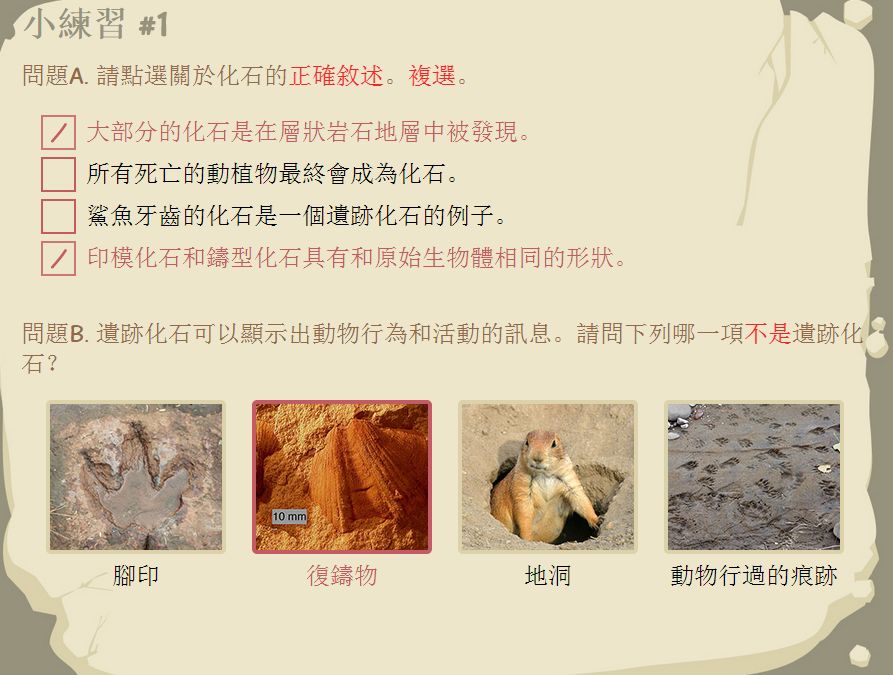 小練習 #1
問題A. 請點選關於化石的正確敘述。複選。
大部分的化石是在層狀岩石地層中被發現。
所有死亡的動植物最終會成為化石。
鯊魚牙齒的化石是一個遺跡化石的例子。
印模化石和鑄型化石具有和原始生物體相同的形狀。
問題B. 遺跡化石可以顯示出動物行為和活動的訊息。請問下列哪一項不是遺跡化
石？
10 mm
腳印
復鑄物
地洞
動物行過的痕跡